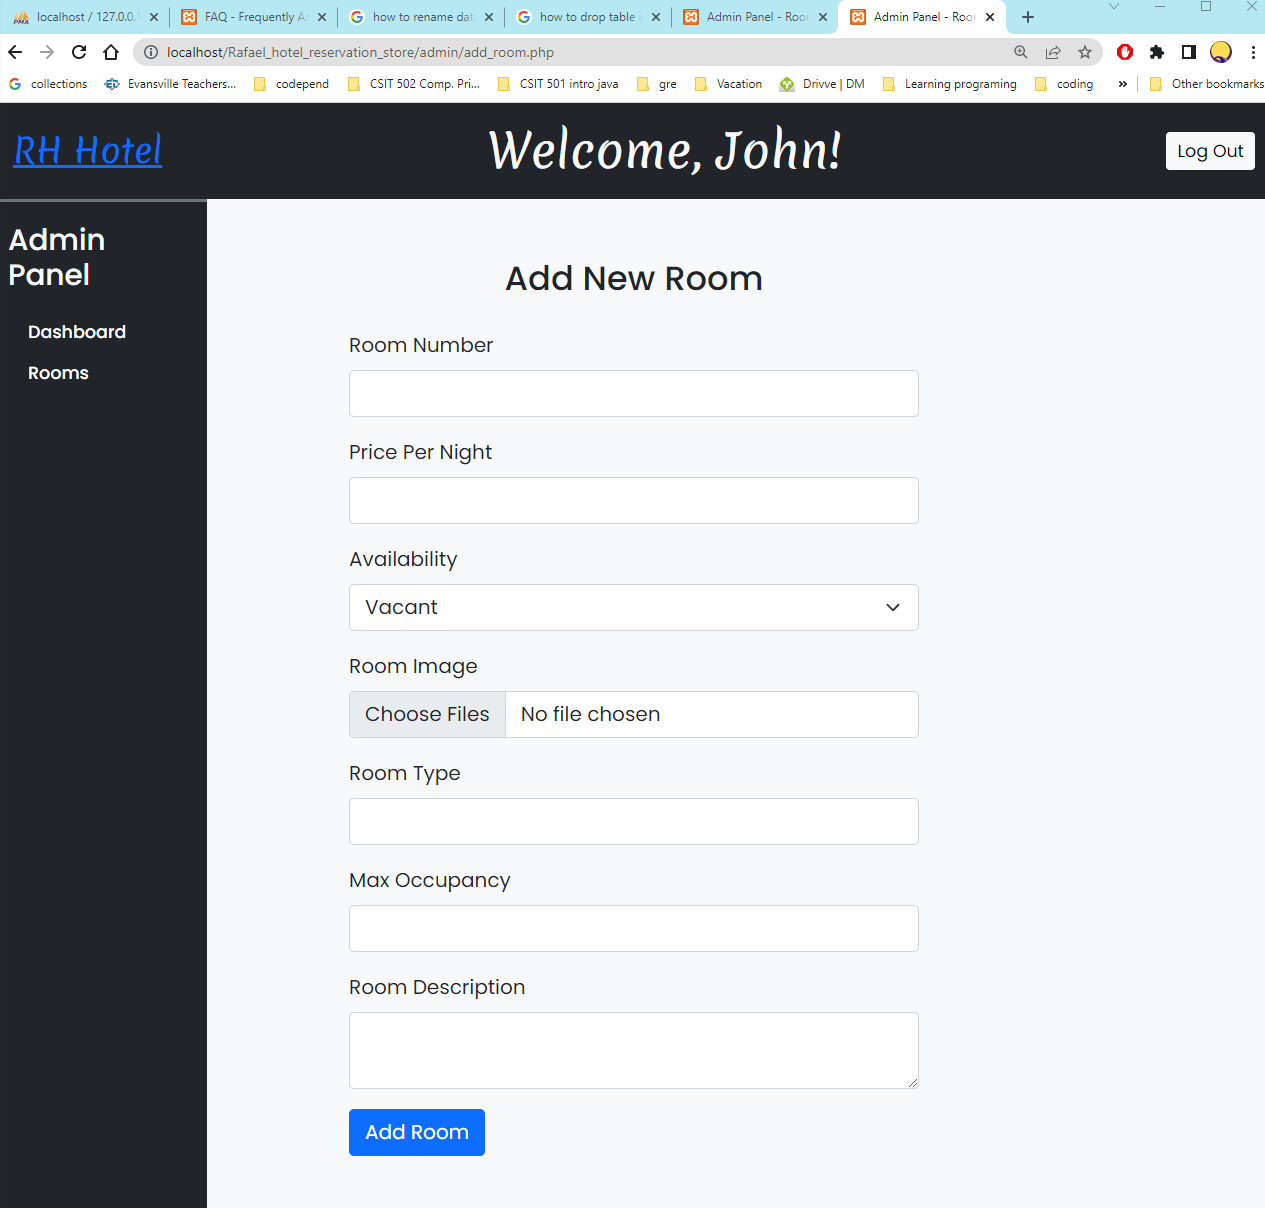 localhost / 127.0.0.1
FAQ - Frequently As
how to rename data
how to drop table i
Admin Panel - Roor
Admin Panel - Roor
localhost/Rafael_hotel_reservation_store/admin/add_room.php
collections
Evansville Teachers...
codepend
CSIT 502 Comp. Pri...
CSIT 501 intro java
gre
Vacation
Drivve | DM
Learning programing
coding
»
Other bookmarks
RH Hotel
Welcome, John!
Log Out
Admin
Panel
Dashboard
Rooms
Add New Room
Room Number
Price Per Night
Availability
Vacant
Room Image
Choose Files No file chosen
Room Type
Max Occupancy
Room Description
Add Room